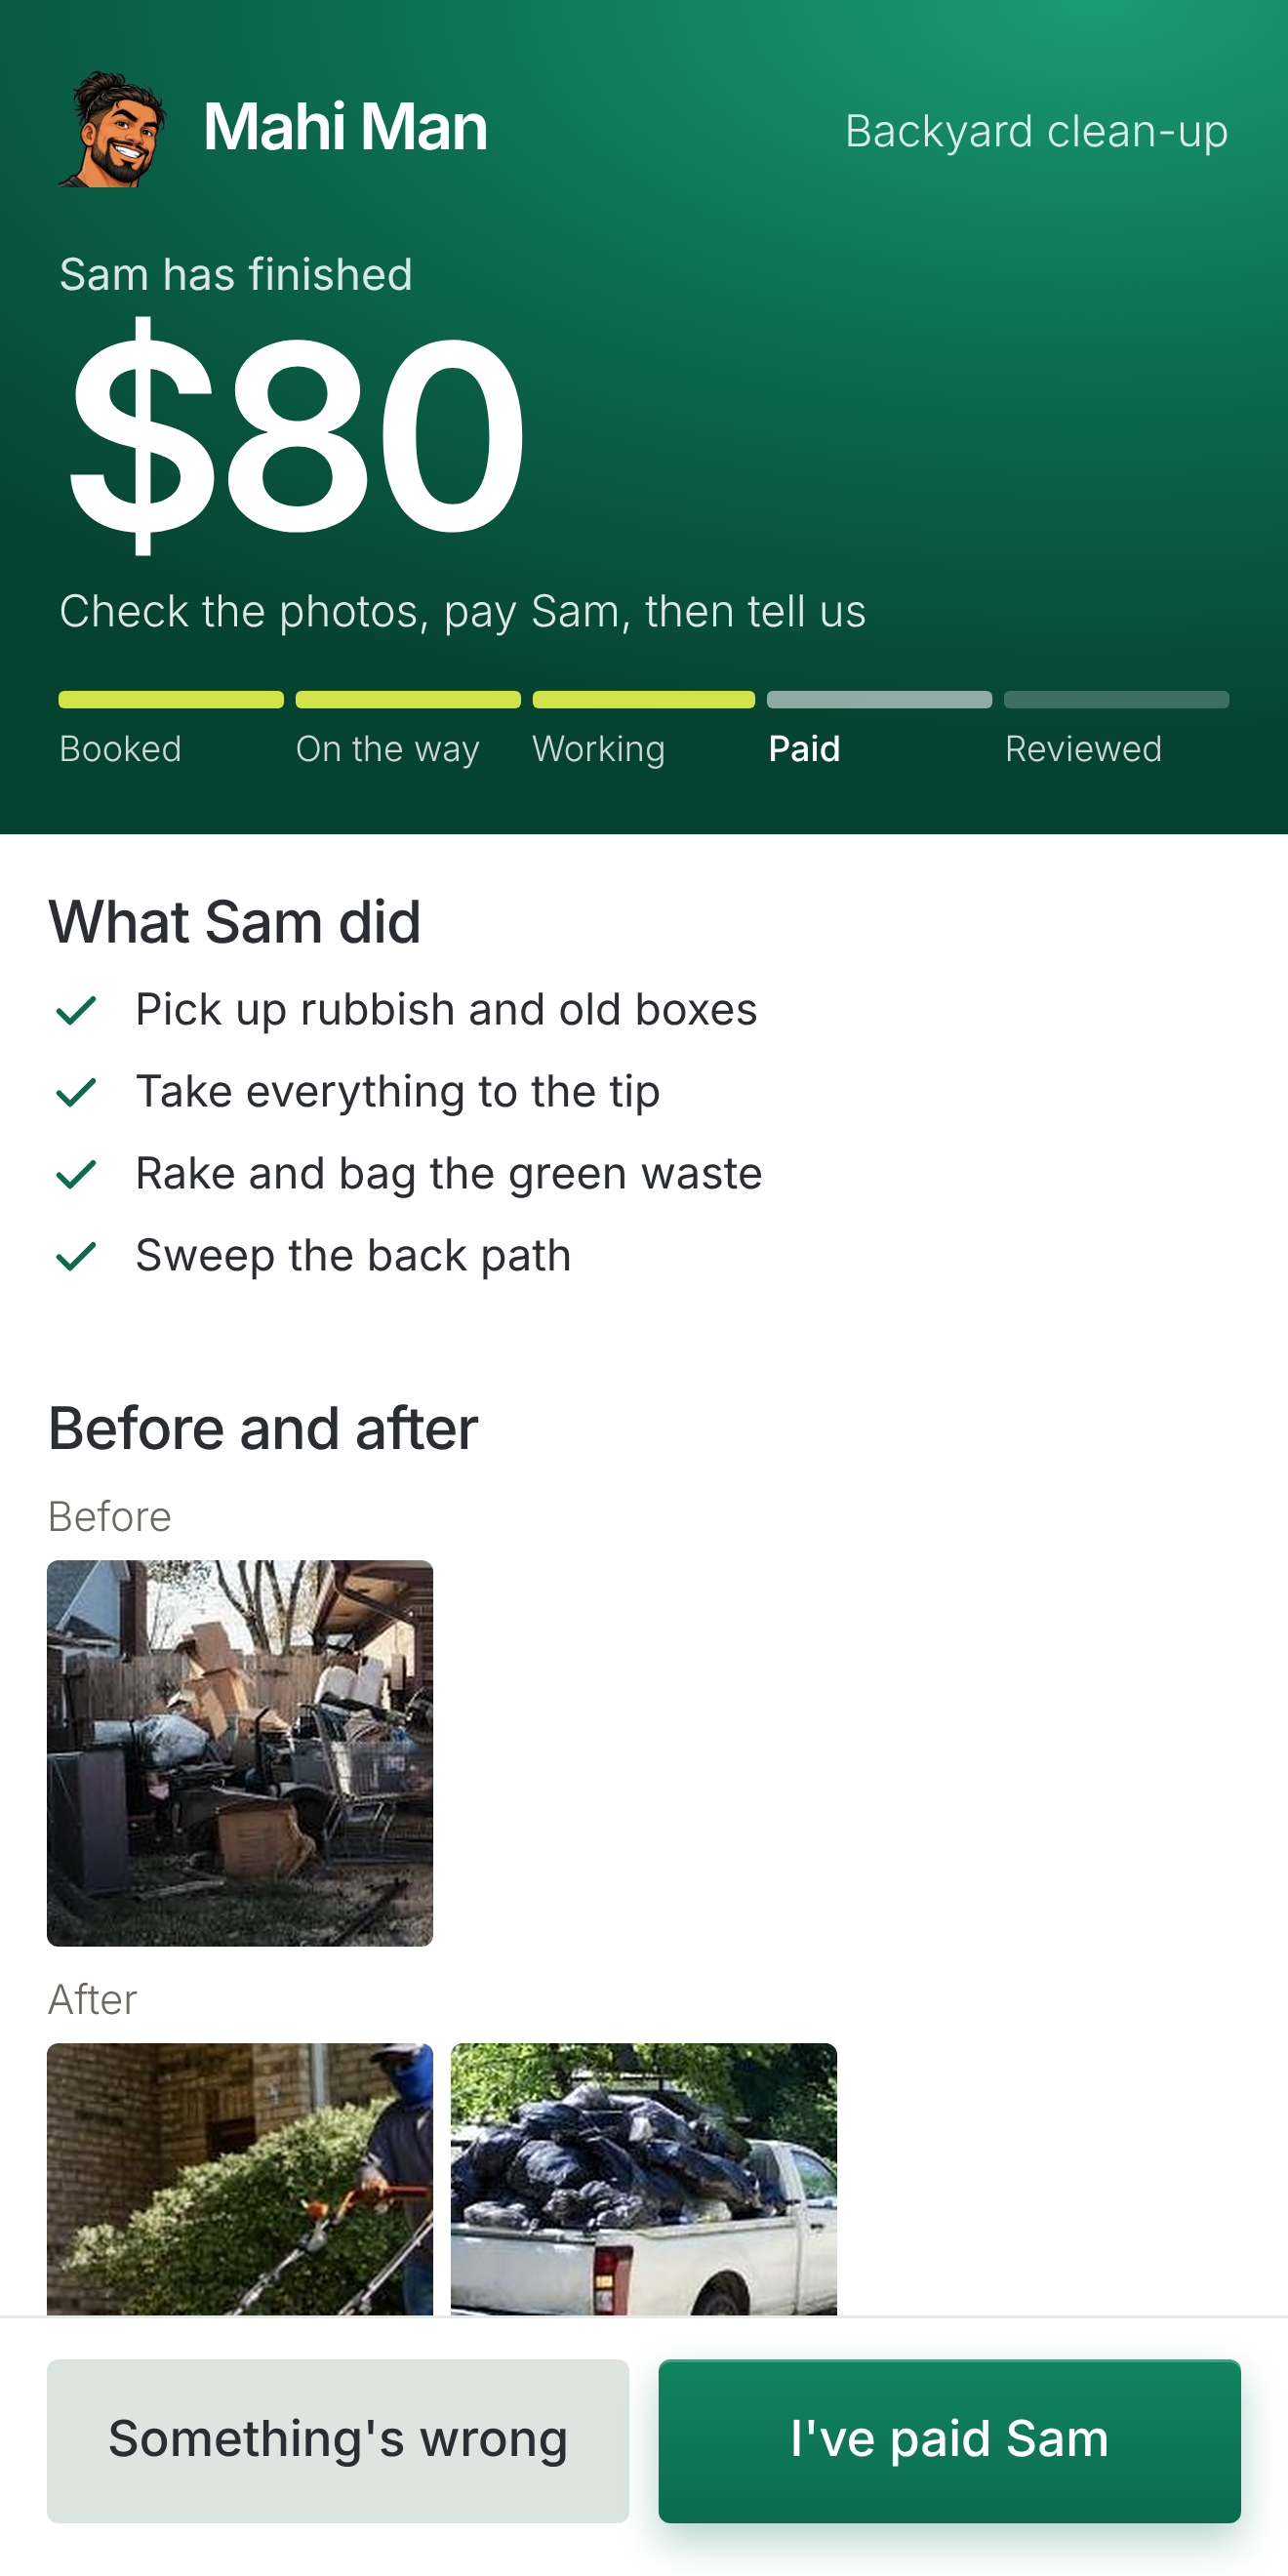 Mahi Man
Backyard clean-up
Sam has finished
$80
Check the photos, pay Sam, then tell us
Booked
On the way
Working
Paid
Reviewed
What Sam did
Pick up rubbish and old boxes
Take everything to the tip
Rake and bag the green waste
Sweep the back path
Before and after
Before
After
Something's wrong
I've paid Sam